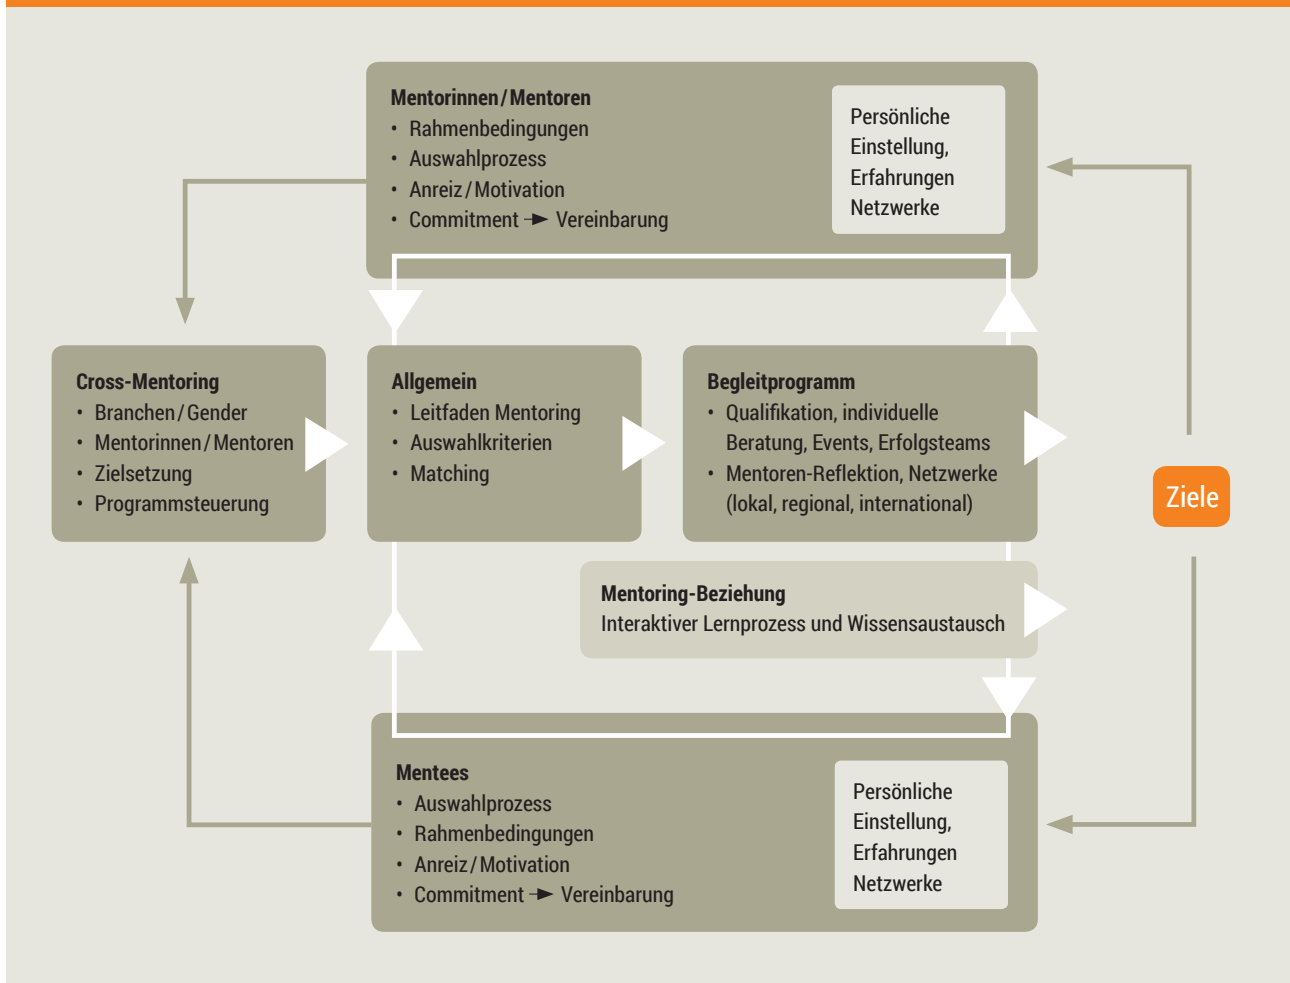 Mentorinnen/Mentoren
• Rahmenbedingungen
• Auswahlprozess
• Anreiz/Motivation
• Commitment → Vereinbarung
Persönliche
Einstellung,
Erfahrungen
Netzwerke
Cross-Mentoring
• Branchen/Gender
• Mentorinnen/Mentoren
• Zielsetzung
• Programmsteuerung
Allgemein
• Leitfaden Mentoring
• Auswahlkriterien
• Matching
Begleitprogramm
• Qualifikation, individuelle
Beratung, Events, Erfolgsteams
• Mentoren-Reflektion, Netzwerke
(lokal, regional, international)
Ziele
Mentoring-Beziehung
Interaktiver Lernprozess und Wissensaustausch
Mentees
• Auswahlprozess
• Rahmenbedingungen
• Anreiz/Motivation
• Commitment → Vereinbarung
Persönliche
Einstellung,
Erfahrungen
Netzwerke